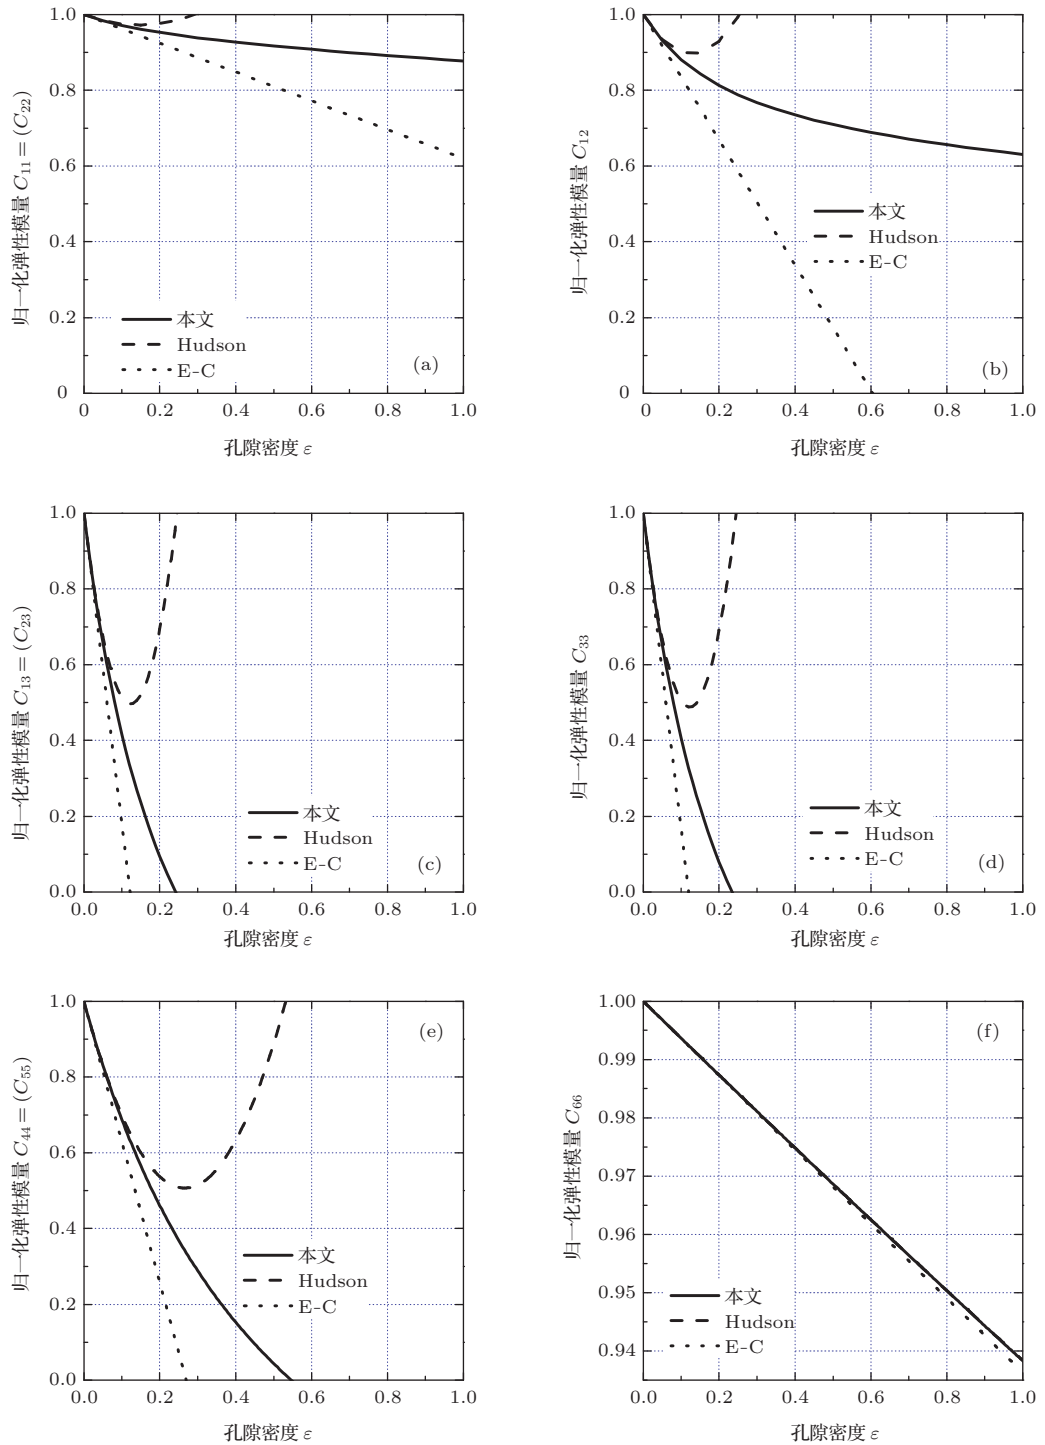 1.0
0.8
0.6
0.4
0.2
0
归一化弹性模量 C11 = (C22)
本文
Hudson
E-C
(a)
0 0.2 0.4 0.6 0.8 1.0
孔隙密度 ε
1.0
0.8
0.6
0.4
0.2
0
归一化弹性模量 C12
本文
Hudson
E-C
(b)
0 0.2 0.4 0.6 0.8 1.0
孔隙密度 ε
1.0
0.8
0.6
0.4
0.2
0.0
归一化弹性模量 C13 = (C23)
本文
Hudson
E-C
(c)
0.0 0.2 0.4 0.6 0.8 1.0
孔隙密度 ε
1.0
0.8
0.6
0.4
0.2
0.0
归一化弹性模量 C33
本文
Hudson
E-C
(d)
0.0 0.2 0.4 0.6 0.8 1.0
孔隙密度 ε
1.0
0.8
0.6
0.4
0.2
0.0
归一化弹性模量 C44 = (C55)
(e)
本文
Hudson
E-C
0.0 0.2 0.4 0.6 0.8 1.0
孔隙密度 ε
1.00
0.99
0.98
0.97
0.96
0.95
0.94
归一化弹性模量 C66
(f)
本文
Hudson
E-C
0.0 0.2 0.4 0.6 0.8 1.0
孔隙密度 ε